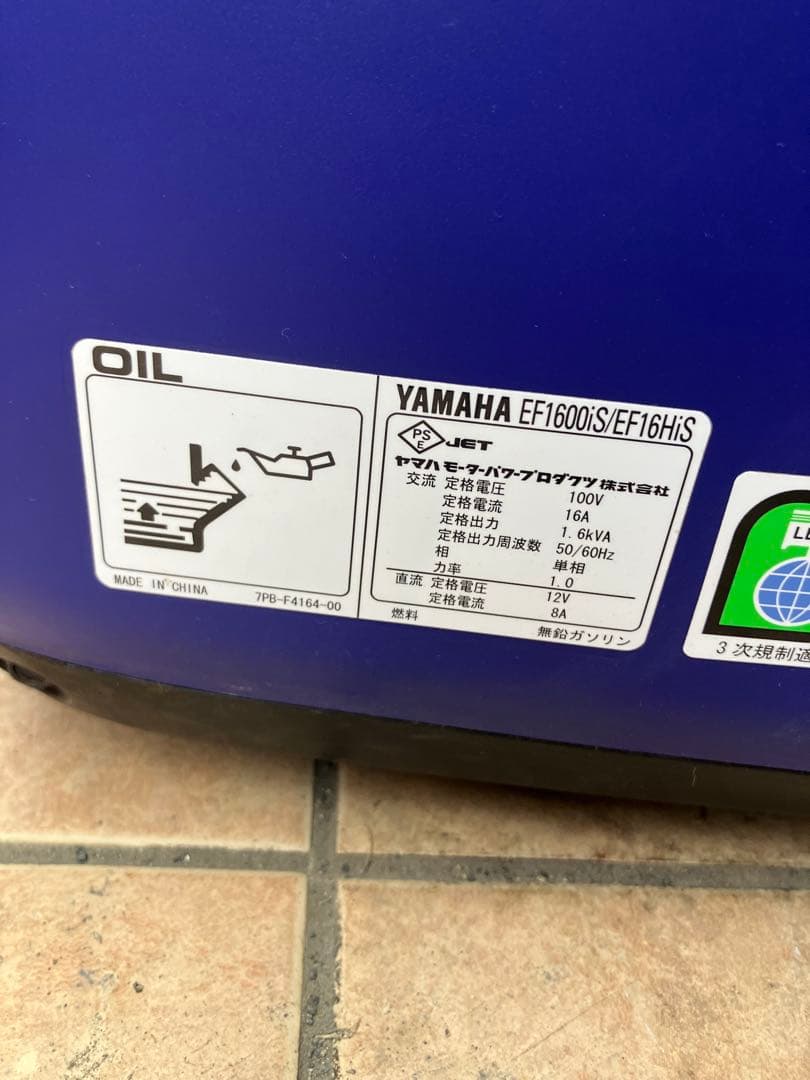 OIL
MADE IN CHINA 7PB-F4164-00
YAMAHA EF1600iS/EF16HiS
PS E JET
ヤマハモーターパワープロダクツ株式会社
交流 定格電圧 100V
定格電流 16A
定格出力 1.6kVA
定格出力周波数 50/60Hz
相 単相
力率 1.0
直流 定格電圧 12V
定格電流 8A
燃料 無鉛ガソリン
3次規制適